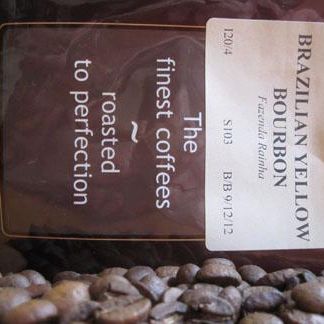 BRAZILIAN YELLOW
BOURBON
Fazenda Rainha
120/4 S103 B/B 9/12/12
The
finest coffees
~
roasted
to perfection